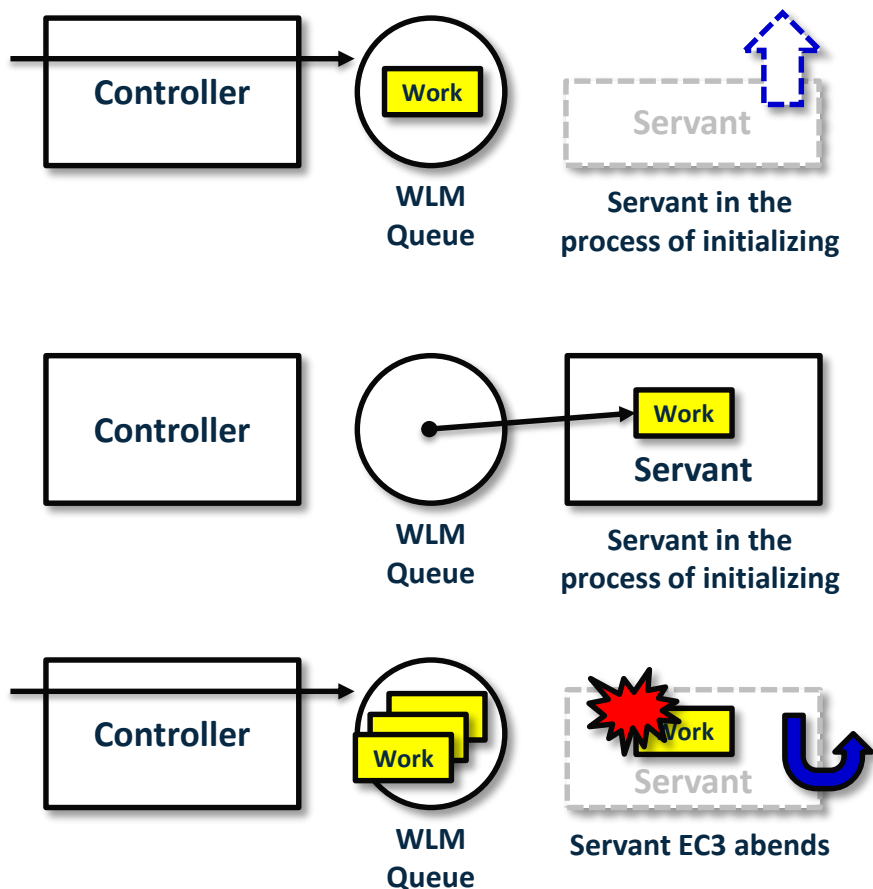 Controller
Work
Servant
WLM
Queue
Servant in the
process of initializing
Controller
Work
Servant
WLM
Queue
Servant in the
process of initializing
Controller
Work
Work
Servant
WLM
Queue
Servant EC3 abends